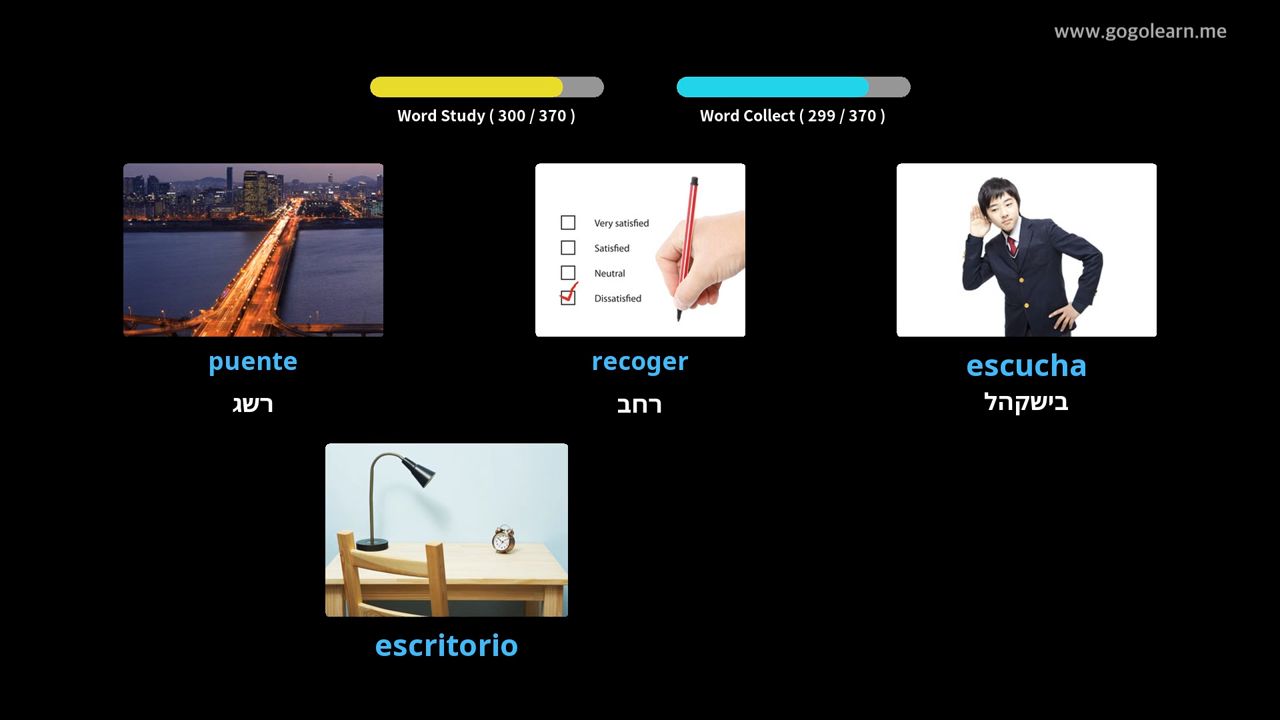 www.gogolearn.me
Word Study ( 300 / 370 )
Word Collect ( 299 / 370 )
Very satisfied
Satisfied
Neutral
Dissatisfied
puente
רשג
recoger
רחב
escucha
בישקהל
escritorio